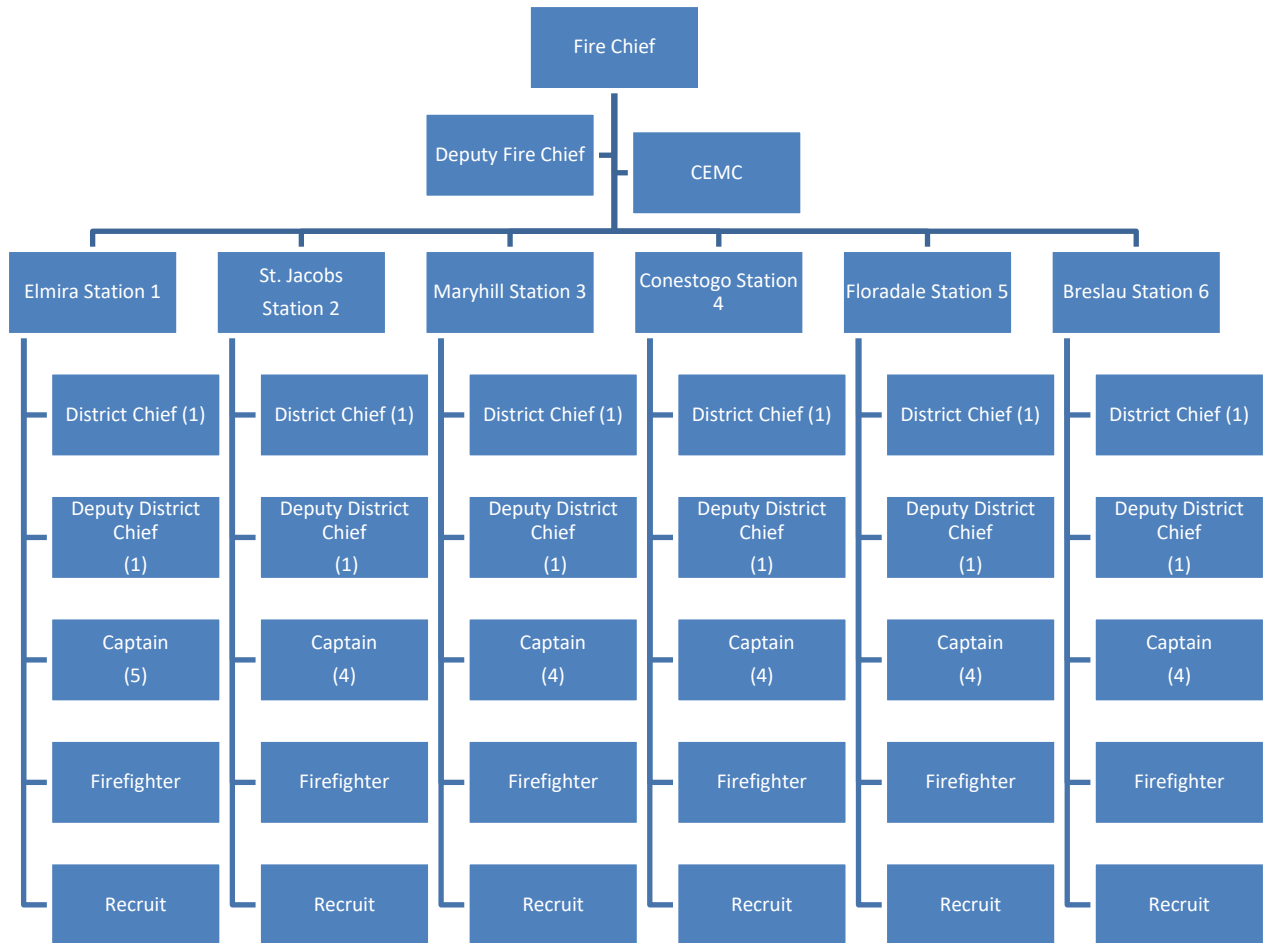 Fire Chief
Deputy Fire Chief
CEMC
Elmira Station 1
St. Jacobs
Station 2
Maryhill Station 3
Conestogo Station
4
Floradale Station 5
Breslau Station 6
District Chief (1)
District Chief (1)
District Chief (1)
District Chief (1)
District Chief (1)
District Chief (1)
Deputy District
Chief
(1)
Deputy District
Chief
(1)
Deputy District
Chief
(1)
Deputy District
Chief
(1)
Deputy District
Chief
(1)
Deputy District
Chief
(1)
Captain
(5)
Captain
(4)
Captain
(4)
Captain
(4)
Captain
(4)
Captain
(4)
Firefighter
Firefighter
Firefighter
Firefighter
Firefighter
Firefighter
Recruit
Recruit
Recruit
Recruit
Recruit
Recruit